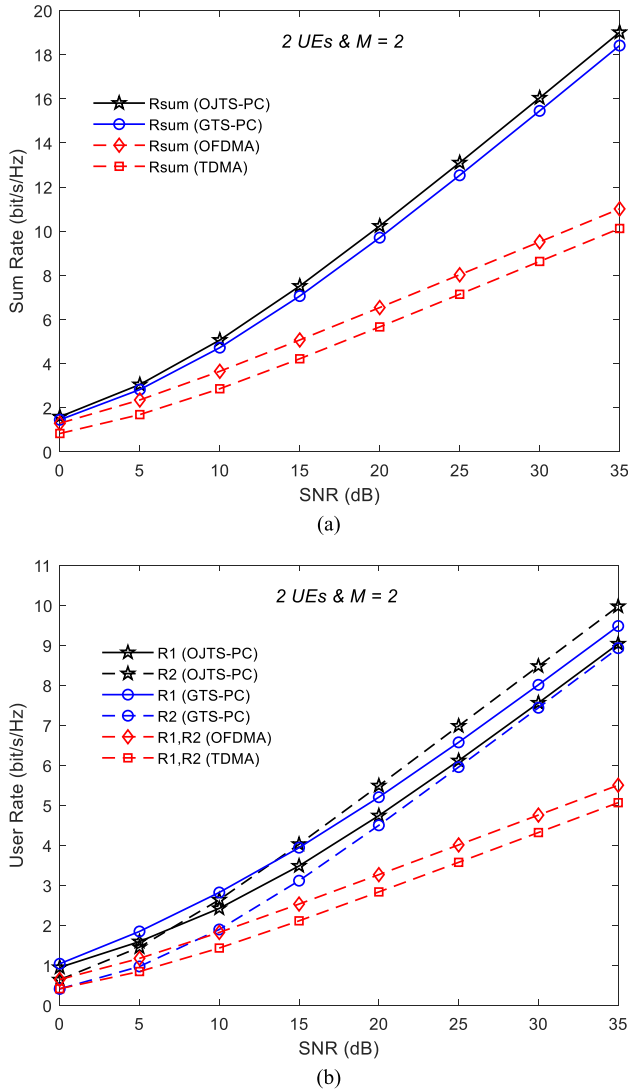 20
18
16
14
12
10
8
6
4
2
0
Sum Rate (bit/s/Hz)
2 UEs & M = 2
Rsum (OJTS-PC)
Rsum (GTS-PC)
Rsum (OFDMA)
Rsum (TDMA)
0 5 10 15 20 25 30 35
SNR (dB)
(a)
11
10
9
8
7
6
5
4
3
2
1
0
User Rate (bit/s/Hz)
2 UEs & M = 2
R1 (OJTS-PC)
R2 (OJTS-PC)
R1 (GTS-PC)
R2 (GTS-PC)
R1,R2 (OFDMA)
R1,R2 (TDMA)
0 5 10 15 20 25 30 35
SNR (dB)
(b)